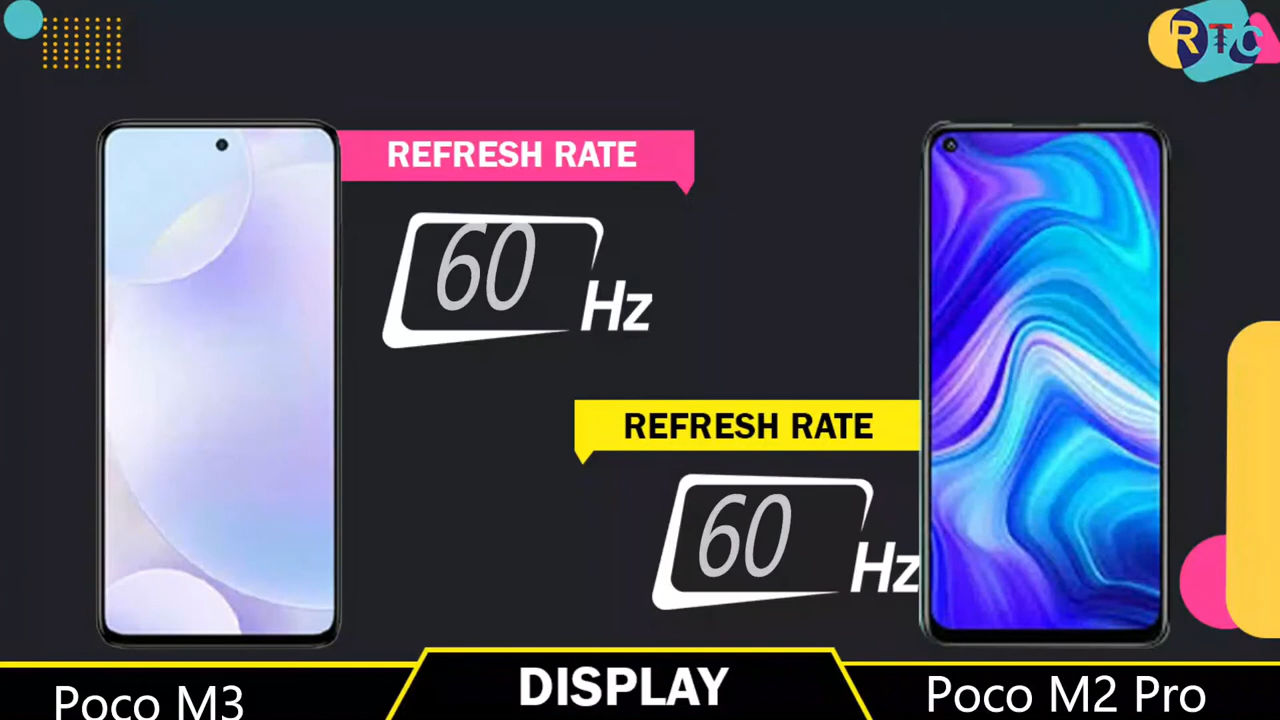 RTC
REFRESH RATE
60 Hz
REFRESH RATE
60 Hz
Poco M3
DISPLAY
Poco M2 Pro